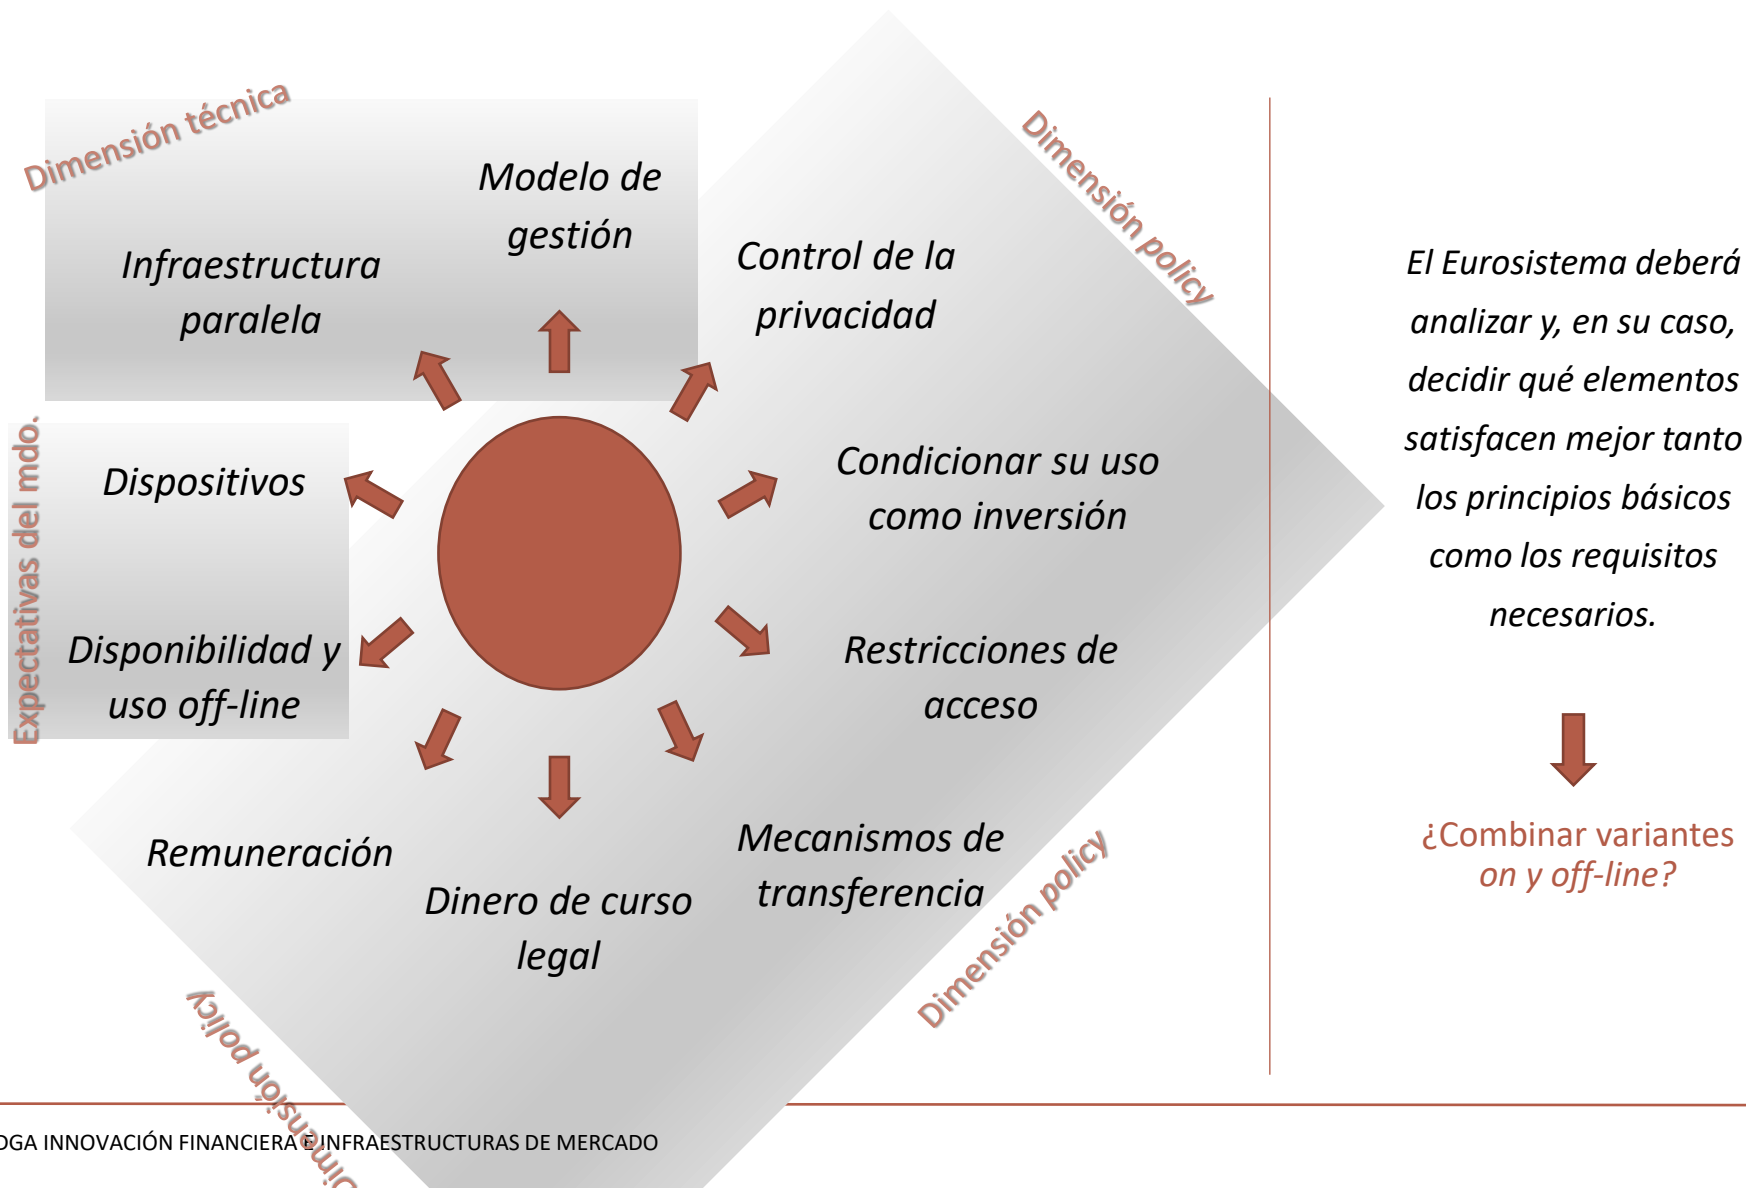 Dimensión técnica
Modelo de
gestión
Infraestructura
paralela
Control de la
privacidad
Dimensión policy
Expectativas del mdo.
Dispositivos
Condicionar su uso
como inversión
Disponibilidad y
uso off-line
Restricciones de
acceso
Remuneración
Dinero de curso
legal
Mecanismos de
transferencia
Dimensión policy
Dimensión policy
El Eurosistema deberá
analizar y, en su caso,
decidir qué elementos
satisfacen mejor tanto
los principios básicos
como los requisitos
necesarios.
¿Combinar variantes
on y off-line?
DGA INNOVACIÓN FINANCIERA E INFRAESTRUCTURAS DE MERCADO